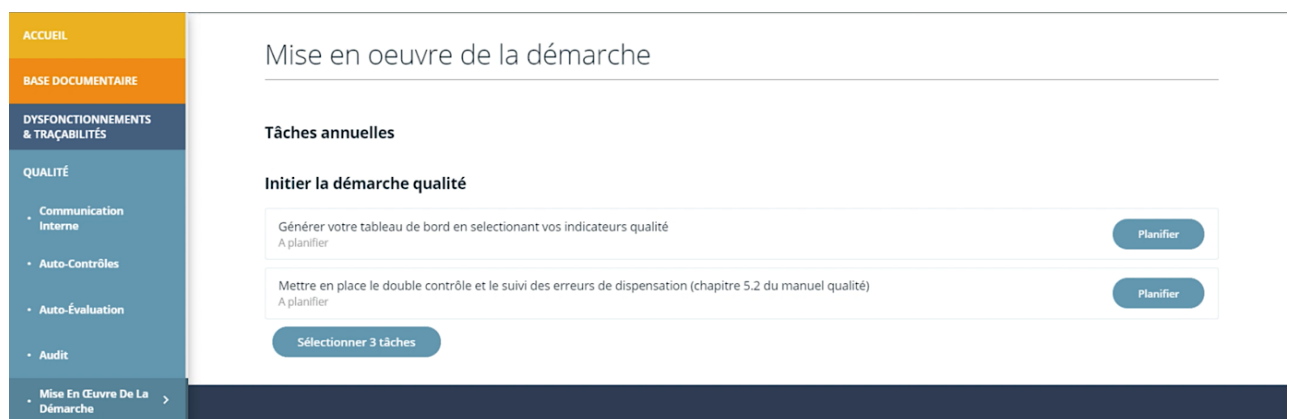 ACCUEIL
BASE DOCUMENTAIRE
DYSFONCTIONNEMENTS
& TRAÇABILITÉS
QUALITÉ
Communication
Interne
Auto-Contrôles
Auto-Évaluation
Audit
Mise En Œuvre De La
Démarche
Mise en oeuvre de la démarche
Tâches annuelles
Initier la démarche qualité
Générer votre tableau de bord en selectionant vos indicateurs qualité
A planifier
Planifier
Mettre en place le double contrôle et le suivi des erreurs de dispensation (chapitre 5.2 du manuel qualité)
A planifier
Planifier
Sélectionner 3 tâches